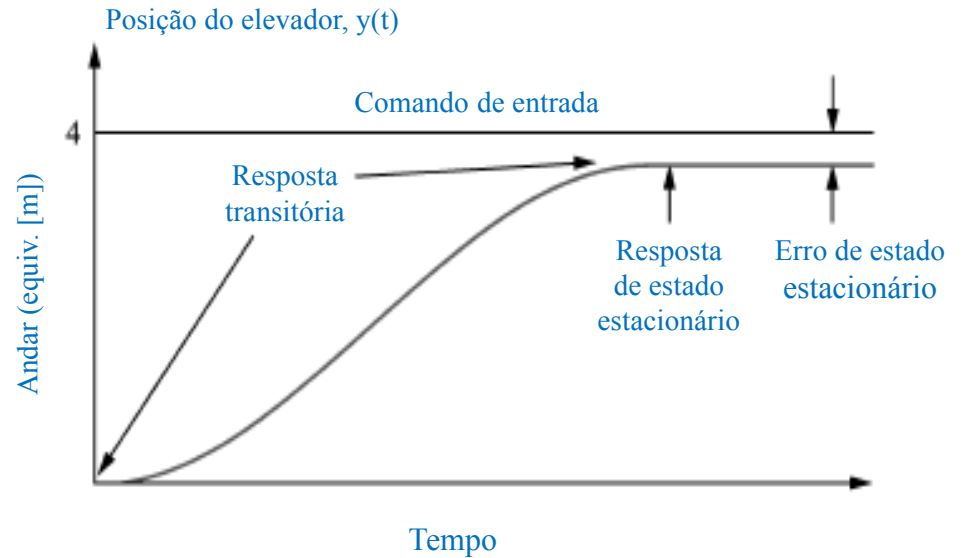 Posição do elevador, y(t)
Comando de entrada
4
Andar (equiv. [m])
Resposta
transitória
Resposta
de estado
estacionário
Erro de estado
estacionário
Tempo